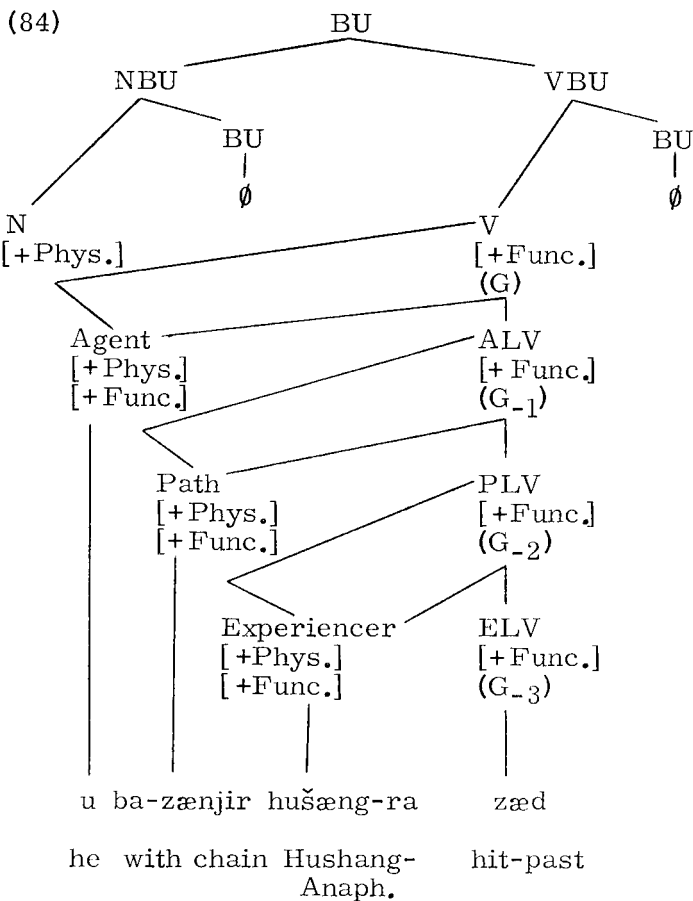 (84) BU
NBU VBU
BU BU
Ø Ø
N V
[+Phys.] [+Func.]
(G)
Agent ALV
[+Phys.] [+Func.]
[+Func.] (G-1)
Path PLV
[+Phys.] [+Func.]
[+Func.] (G-2)
Experiencer ELV
[+Phys.] [+Func.]
[+Func.] (G-3)
u ba-zænjir hušæng-ra zæd
he with chain Hushang- hit-past
Anaph.